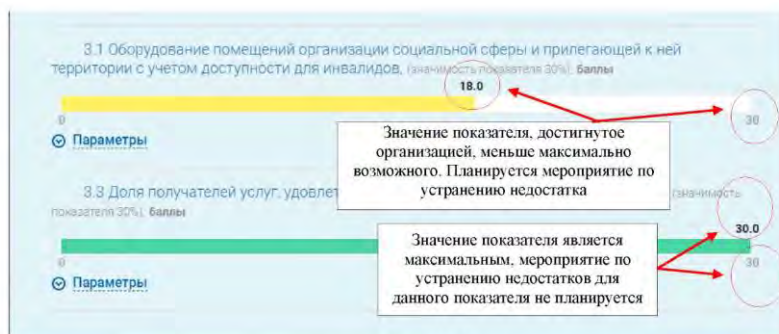 3.1 Оборудование помещений организации социальной сферы и прилегающей к ней
территории с учетом доступности для инвалидов, (значимость показателя 30%), баллы
18.0
0
30
Параметры
Значение показателя, достигнутое
организацией, меньше максимально
возможного. Планируется мероприятие по
устранению недостатка
3.3 Доля получателей услуг, удовлет
(значимость
показателя 30%), баллы
30.0
0
30
Параметры
Значение показателя является
максимальным, мероприятие по
устранению недостатков для
данного показателя не планируется